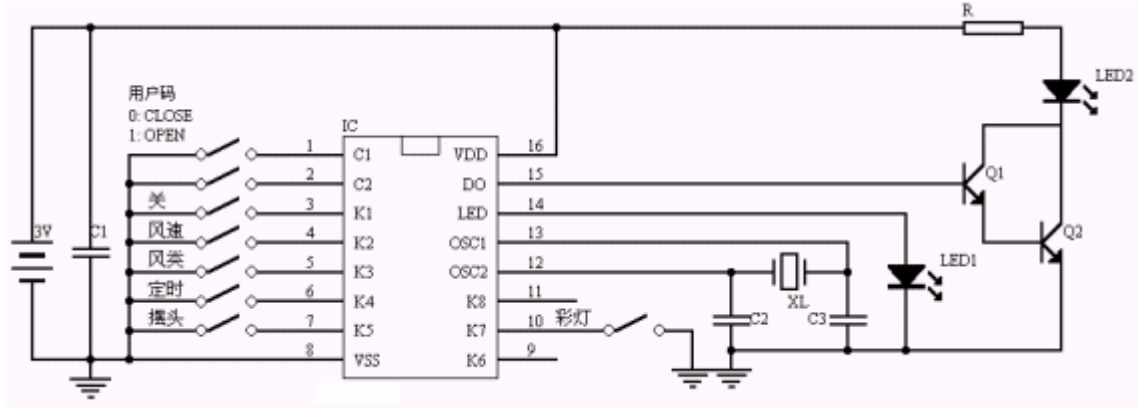 R
LED2
用户码
0: CLOSE
1: OPEN
IC
1 C1 VDD 16
2 C2 DO 15
Q1
关 3 K1 LED 14
3V C1 风速 4 K2 OSC1 13
Q2
风类 5 K3 OSC2 12
LED1
定时 6 K4 K8 11
XL
摆头 7 K5 K7 10 彩灯
C2 C3
8 VSS K6 9